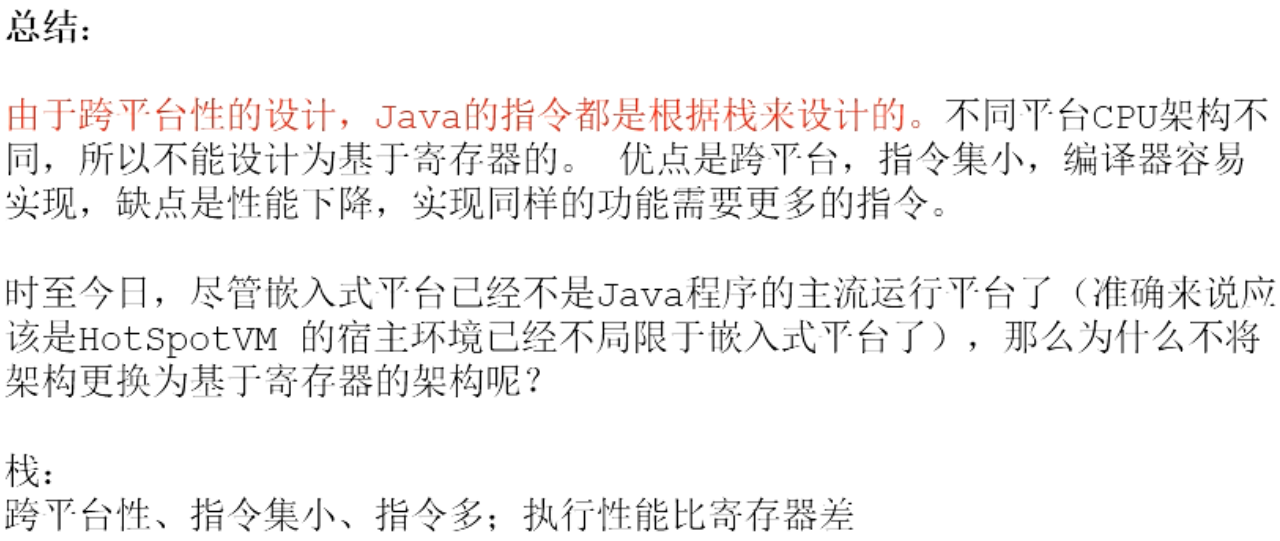 总结：
由于跨平台性的设计，Java的指令都是根据栈来设计的。不同平台CPU架构不
同，所以不能设计为基于寄存器的。 优点是跨平台，指令集小，编译器容易
实现，缺点是性能下降，实现同样的功能需要更多的指令。
时至今日，尽管嵌入式平台已经不是Java程序的主流运行平台了（准确来说应
该是HotSpotVM 的宿主环境已经不局限于嵌入式平台了），那么为什么不将
架构更换为基于寄存器的架构呢？
栈：
跨平台性、指令集小、指令多；执行性能比寄存器差